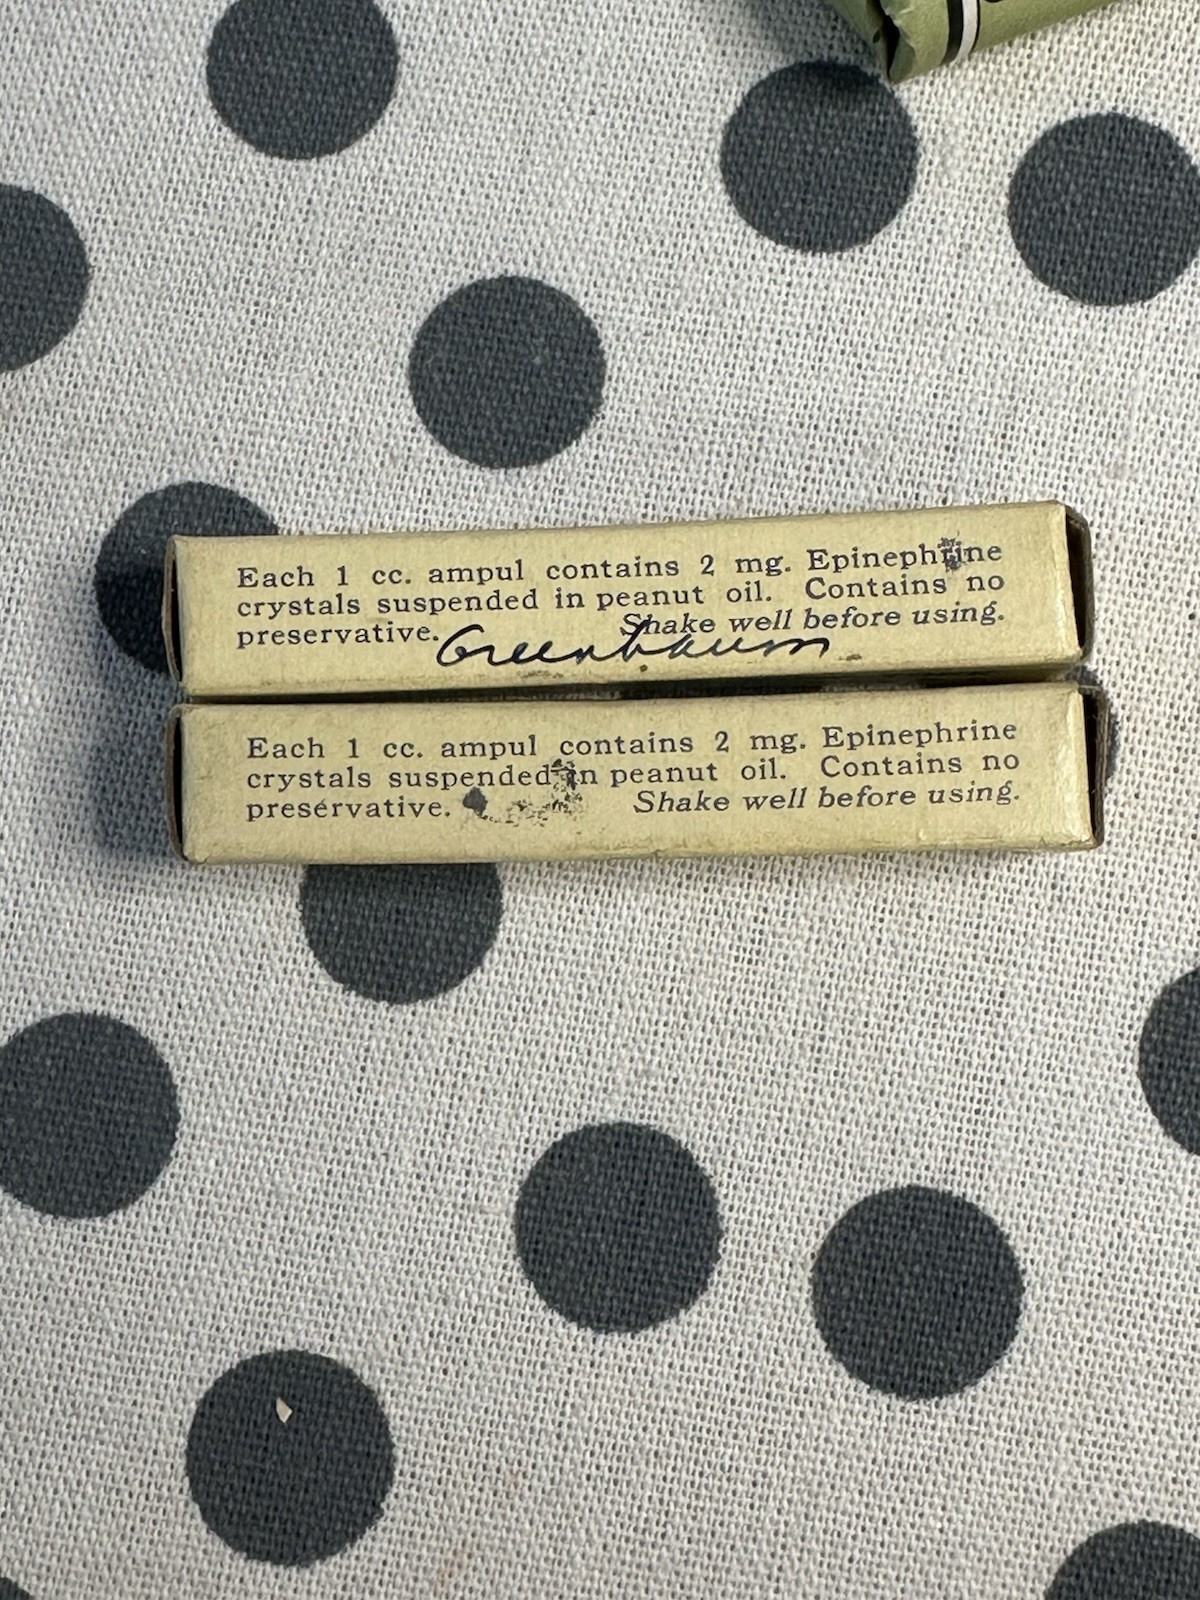 Each 1 cc. ampul contains 2 mg. Epinephrine
crystals suspended in peanut oil. Contains no
preservative. Shake well before using.
Greenbaum
Each 1 cc. ampul contains 2 mg. Epinephrine
crystals suspended in peanut oil. Contains no
preservative. Shake well before using.